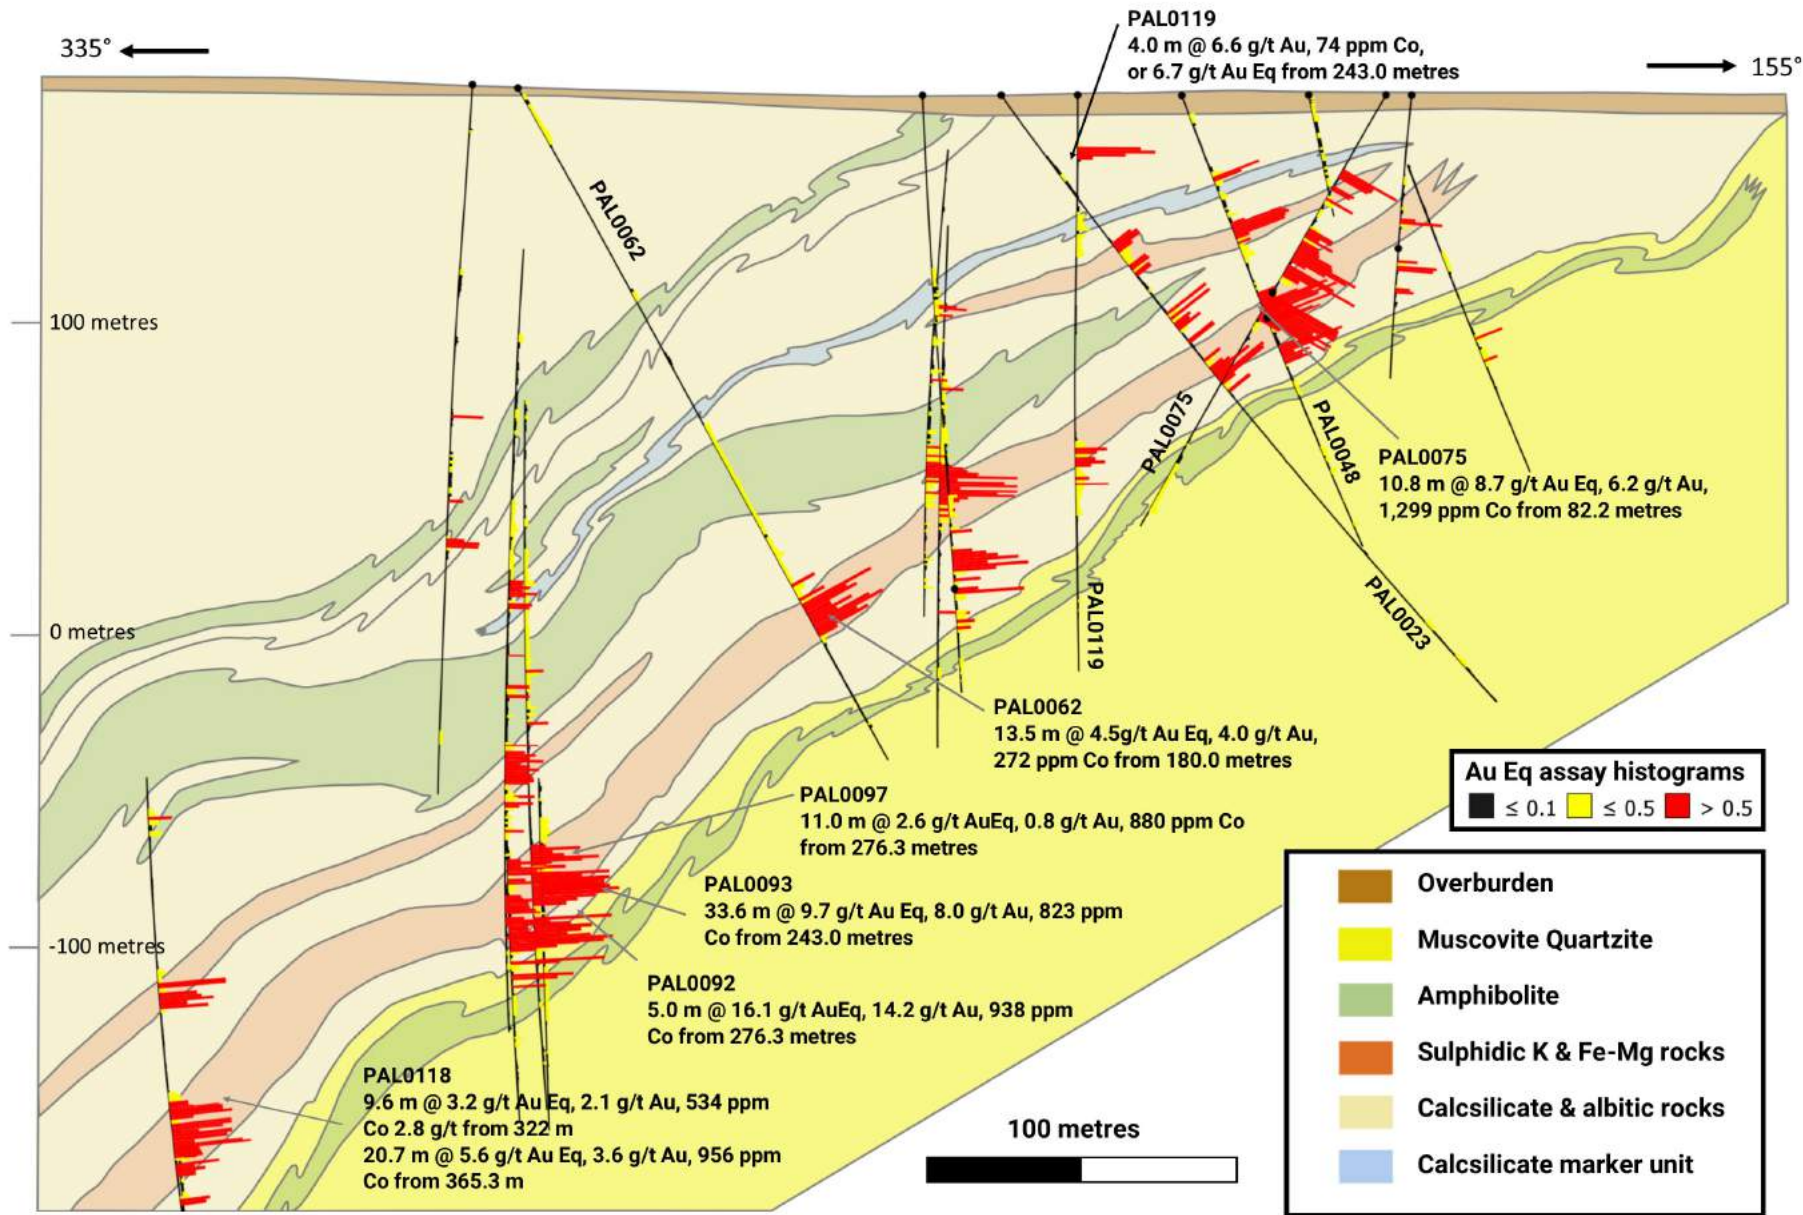 335°
155°
PAL0119
4.0 m @ 6.6 g/t Au, 74 ppm Co,
or 6.7 g/t Au Eq from 243.0 metres
PAL0062
100 metres
0 metres
-100 metres
PAL0075
PAL0048
PAL0119
PAL0023
PAL0075
10.8 m @ 8.7 g/t Au Eq, 6.2 g/t Au,
1,299 ppm Co from 82.2 metres
PAL0062
13.5 m @ 4.5g/t Au Eq, 4.0 g/t Au,
272 ppm Co from 180.0 metres
PAL0097
11.0 m @ 2.6 g/t AuEq, 0.8 g/t Au, 880 ppm Co
from 276.3 metres
PAL0093
33.6 m @ 9.7 g/t Au Eq, 8.0 g/t Au, 823 ppm
Co from 243.0 metres
PAL0092
5.0 m @ 16.1 g/t AuEq, 14.2 g/t Au, 938 ppm
Co from 276.3 metres
PAL0118
9.6 m @ 3.2 g/t Au Eq, 2.1 g/t Au, 534 ppm
Co 2.8 g/t from 322 m
20.7 m @ 5.6 g/t Au Eq, 3.6 g/t Au, 956 ppm
Co from 365.3 m
100 metres
Au Eq assay histograms
≤ 0.1 ≤ 0.5 > 0.5
Overburden
Muscovite Quartzite
Amphibolite
Sulphidic K & Fe-Mg rocks
Calcsilicate & albitic rocks
Calcsilicate marker unit